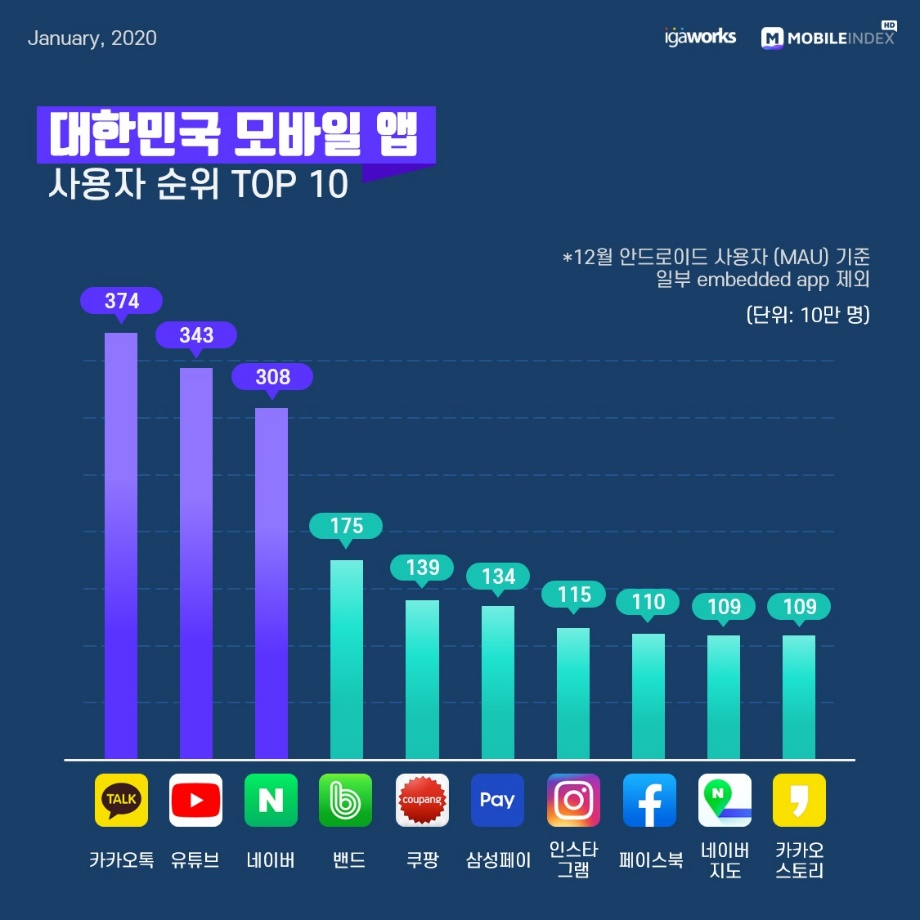 January, 2020
igaworks
M MOBILEINDEX HD
대한민국 모바일 앱
사용자 순위 TOP 10
*12월 안드로이드 사용자 (MAU) 기준
일부 embedded app 제외
(단위: 10만 명)
374
343
308
175
139
134
115
110
109
109
TALK
N
coupang
Pay
N
카카오톡
유튜브
네이버
밴드
쿠팡
삼성페이
인스타
그램
페이스북
네이버
지도
카카오
스토리